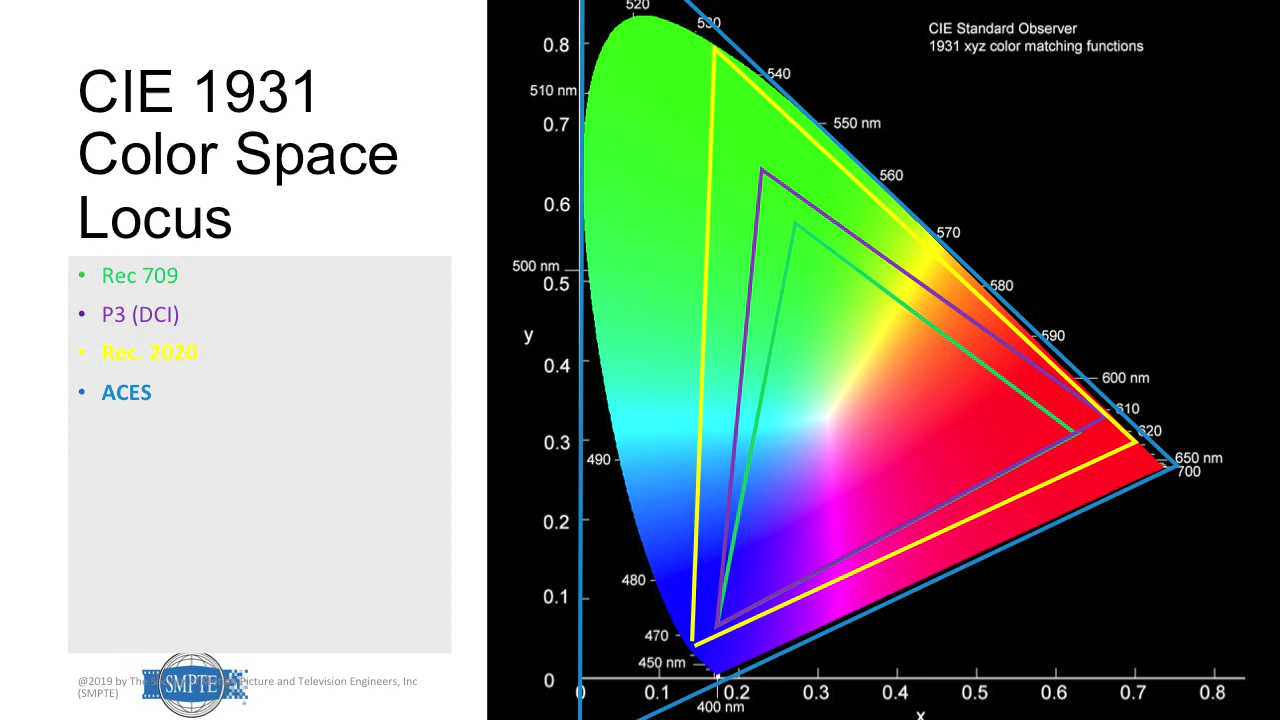 CIE 1931
Color Space
Locus
• Rec 709
• P3 (DCI)
• Rec. 2020
• ACES
@2019 by The Picture and Television Engineers, Inc
(SMPTE)
SMPTE
CIE Standard Observer
1931 xyz color matching functions
520
530
0.8
540
510 nm
0.7
550 nm
560
0.6
570
500 nm
0.5
580
y
590
0.4
600 nm
610
620
0.3
490
650 nm
700
0.2
480
0.1
470
450 nm
0
0
0.1
0.2
0.3
0.4
0.5
0.6
0.7
0.8
400 nm
x